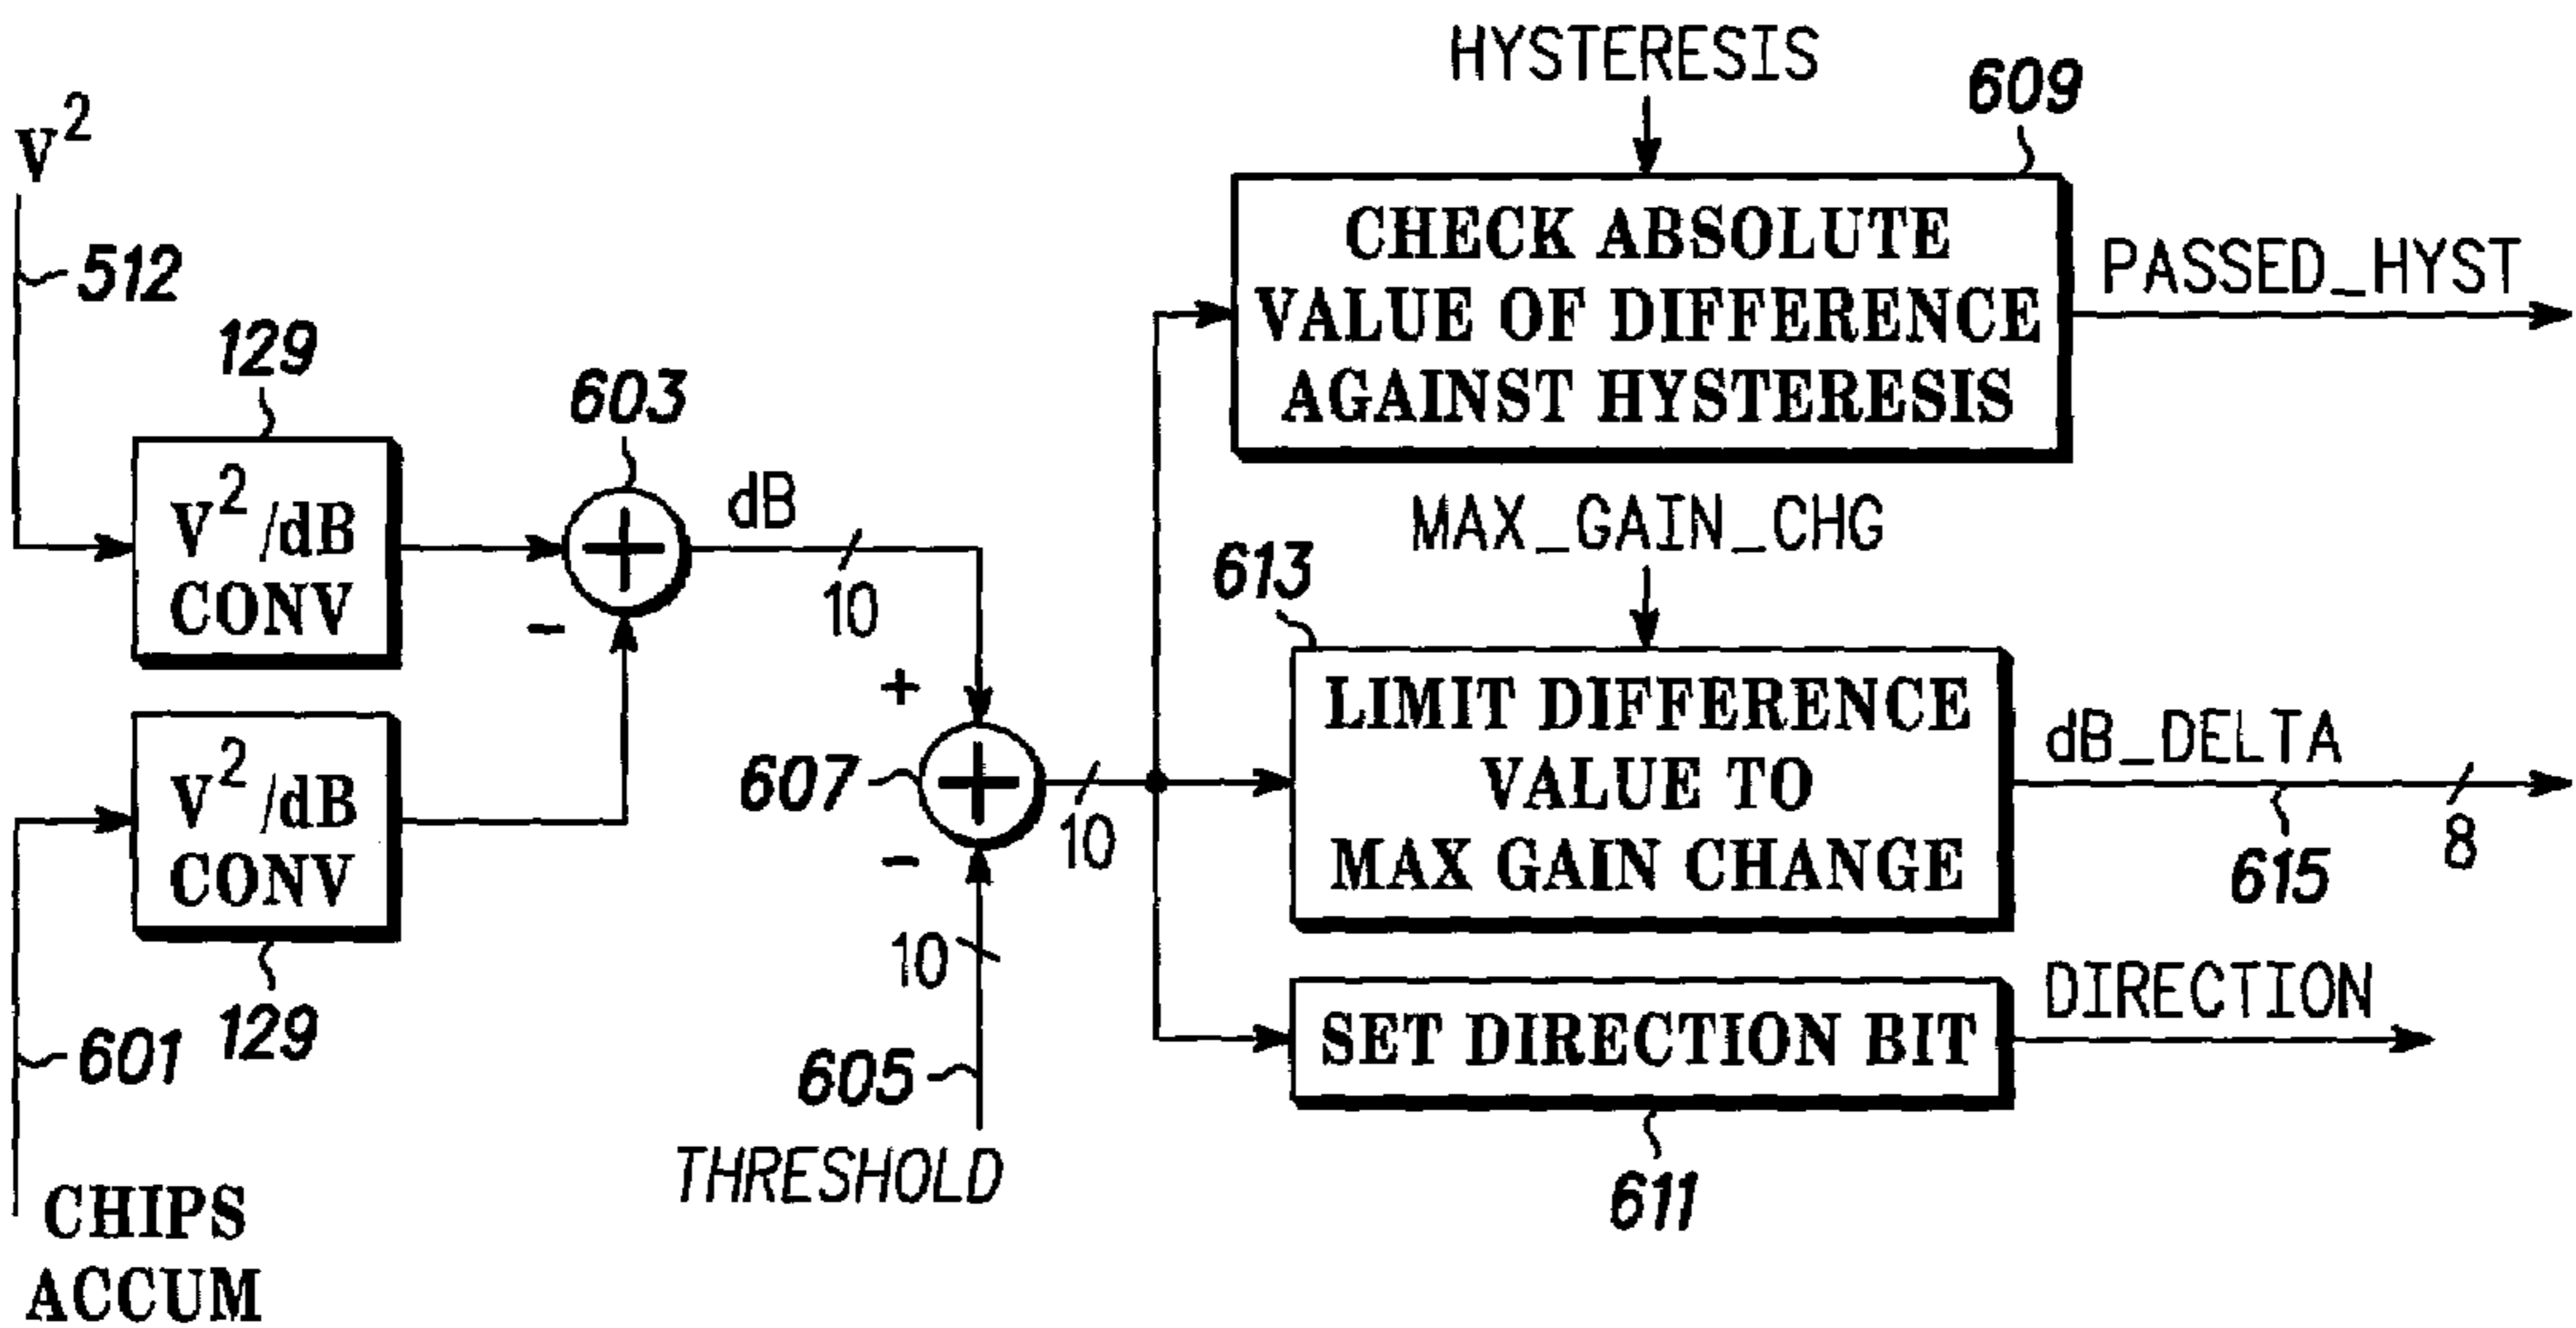 HYSTERESIS
609
V²
CHECK ABSOLUTE
VALUE OF DIFFERENCE
AGAINST HYSTERESIS
PASSED_HYST
512
129
603
V²/dB
CONV
dB
10
MAX_GAIN_CHG
613
LIMIT DIFFERENCE
VALUE TO
MAX GAIN CHANGE
dB_DELTA
8
615
-
+
607
-
10
V²/dB
CONV
129
601
10
605
THRESHOLD
SET DIRECTION BIT
DIRECTION
611
CHIPS
ACCUM